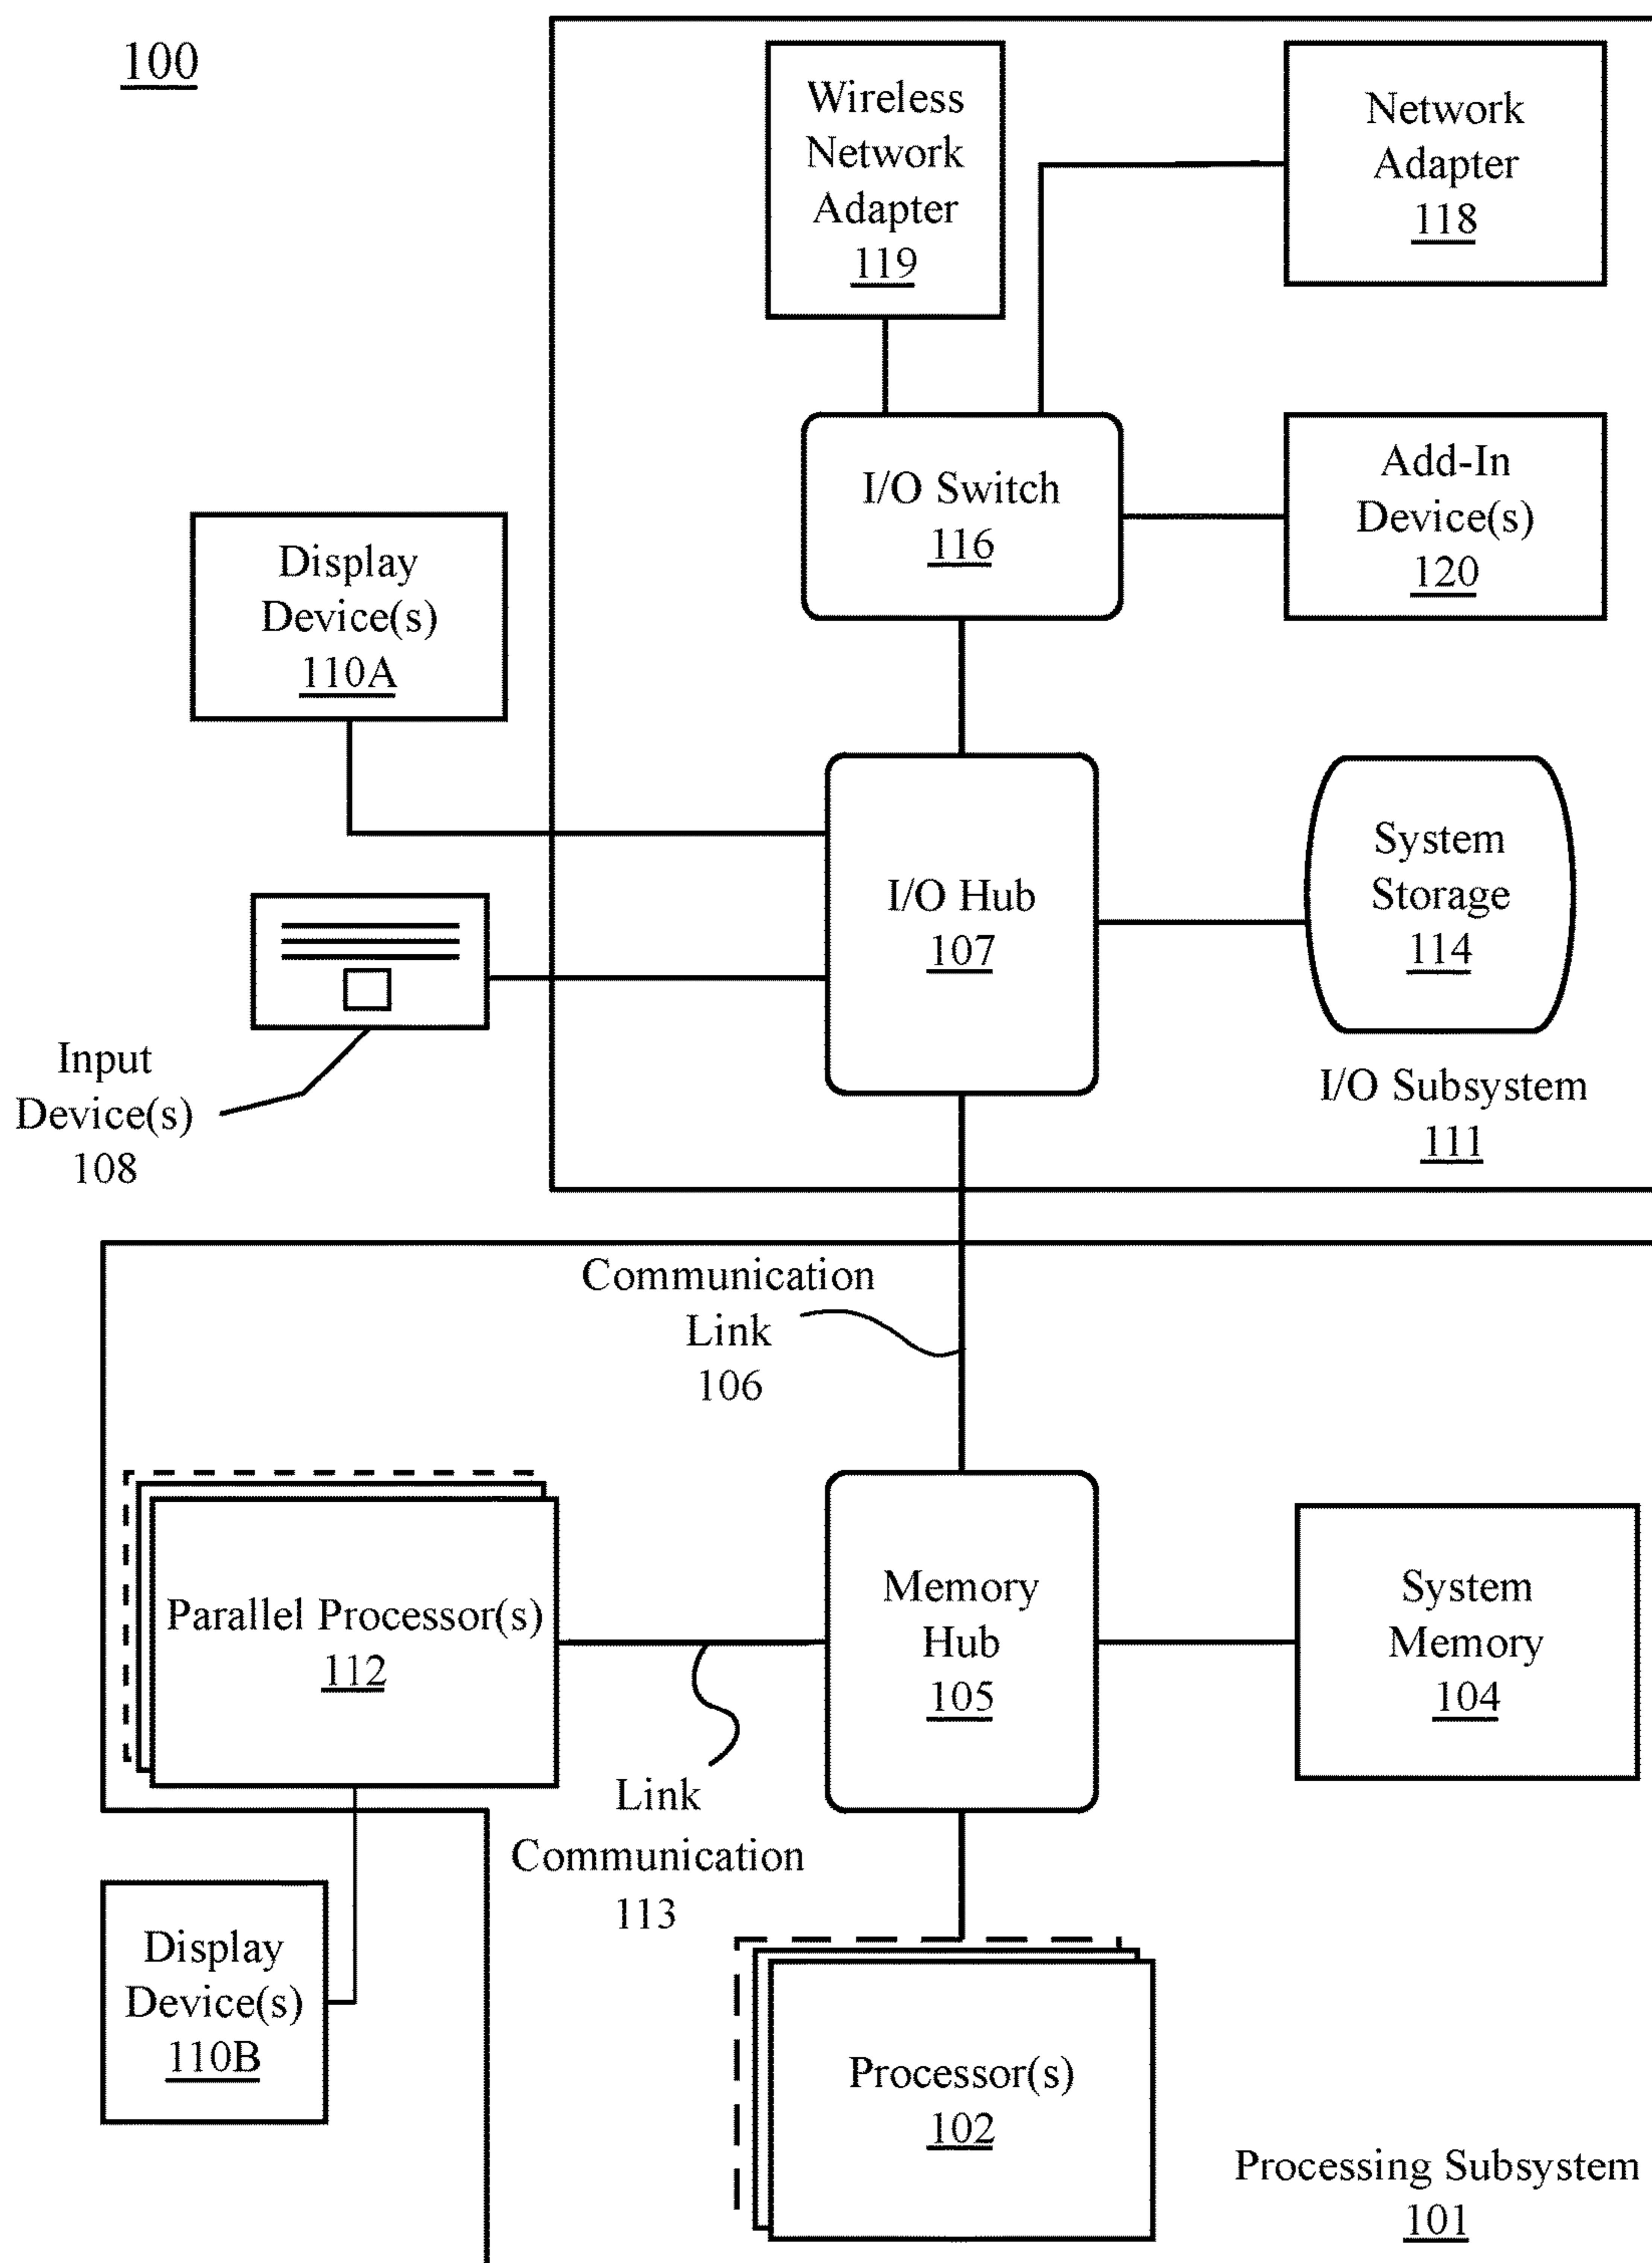 100
Wireless
Network
Adapter
119
Network
Adapter
118
I/O Switch
116
Add-In
Device(s)
120
Display
Device(s)
110A
I/O Hub
107
System
Storage
114
Input
Device(s)
108
I/O Subsystem
111
Communication
Link
106
Parallel Processor(s)
112
Memory
Hub
105
System
Memory
104
Link
Communication
113
Display
Device(s)
110B
Processor(s)
102
Processing Subsystem
101